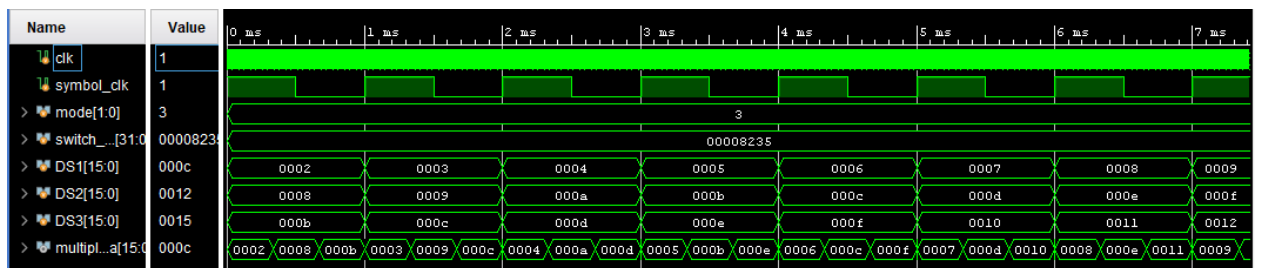 Name Value 0 ms 1 ms 2 ms 3 ms 4 ms 5 ms 6 ms 7 ms
clk 1
symbol_clk 1
mode[1:0] 3 3
switch_...[31:0 00008235 00008235
DS1[15:0] 000c 0002 0003 0004 0005 0006 0007 0008 0009
DS2[15:0] 0012 0008 0009 000a 000b 000c 000d 000e 000f
DS3[15:0] 0015 000b 000c 000d 000e 000f 0010 0011 0012
multipl...a[15:0 000c 0002 0008 000b 0003 0009 000c 0004 000a 000d 0005 000b 000e 0006 000c 000f 0007 000d 0010 0008 000e 0011 0009